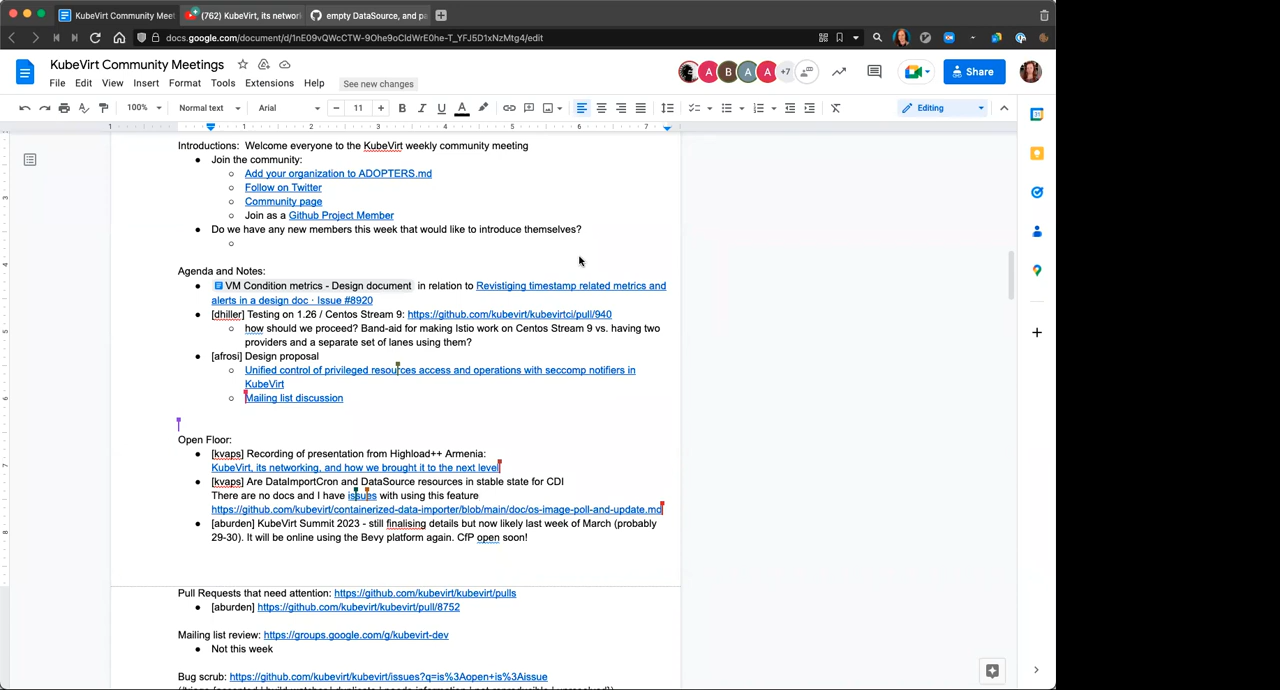 KubeVirt Community Meet
(762) KubeVirt, its networ
empty DataSource, and pa
docs.google.com/document/d/1nE09vQWcCTW-9Ohe9oCldWrE0he-T_YFJ5D1xNzMtg4/edit
KubeVirt Community Meetings
File Edit View Insert Format Tools Extensions Help See new changes
A B A A +7
Share
100% Normal text Arial − 11 + B I U A
Editing
1 1 2 3 4 5 6 7
Introductions: Welcome everyone to the KubeVirt weekly community meeting
● Join the community:
○ Add your organization to ADOPTERS.md
○ Follow on Twitter
○ Community page
○ Join as a Github Project Member
● Do we have any new members this week that would like to introduce themselves?
○
Agenda and Notes:
● VM Condition metrics - Design document in relation to Revistiging timestamp related metrics and
alerts in a design doc · Issue #8920
● [dhiller] Testing on 1.26 / Centos Stream 9: https://github.com/kubevirt/kubevirtci/pull/940
○ how should we proceed? Band-aid for making Istio work on Centos Stream 9 vs. having two
providers and a separate set of lanes using them?
● [afrosi] Design proposal
○ Unified control of privileged resources access and operations with seccomp notifiers in
KubeVirt
○ Mailing list discussion
Open Floor:
● [kvaps] Recording of presentation from Highload++ Armenia:
KubeVirt, its networking, and how we brought it to the next level
● [kvaps] Are DataImportCron and DataSource resources in stable state for CDI
There are no docs and I have issues with using this feature
https://github.com/kubevirt/containerized-data-importer/blob/main/doc/os-image-poll-and-update.md
● [aburden] KubeVirt Summit 2023 - still finalising details but now likely last week of March (probably
29-30). It will be online using the Bevy platform again. CfP open soon!
Pull Requests that need attention: https://github.com/kubevirt/kubevirt/pulls
● [aburden] https://github.com/kubevirt/kubevirt/pull/8752
Mailing list review: https://groups.google.com/g/kubevirt-dev
● Not this week
Bug scrub: https://github.com/kubevirt/kubevirt/issues?q=is%3Aopen+is%3Aissue